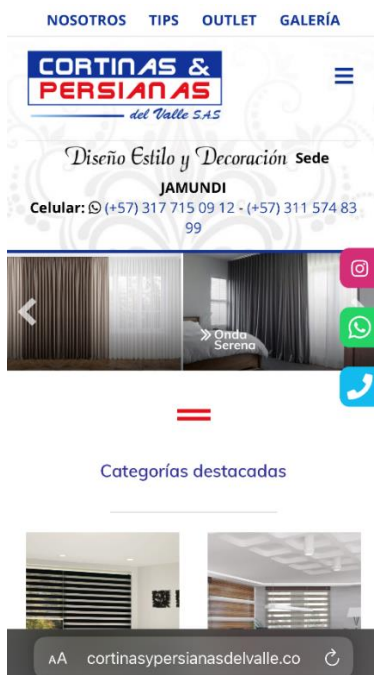 NOSOTROS TIPS OUTLET GALERÍA
CORTINAS &
PERSIANAS
del Valle S.A.S
Diseño Estilo y Decoración Sede
JAMUNDI
Celular: (+57) 317 715 09 12 - (+57) 311 574 83
99
Onda
Serena
Categorías destacadas
AA cortinasypersianasdelvalle.co